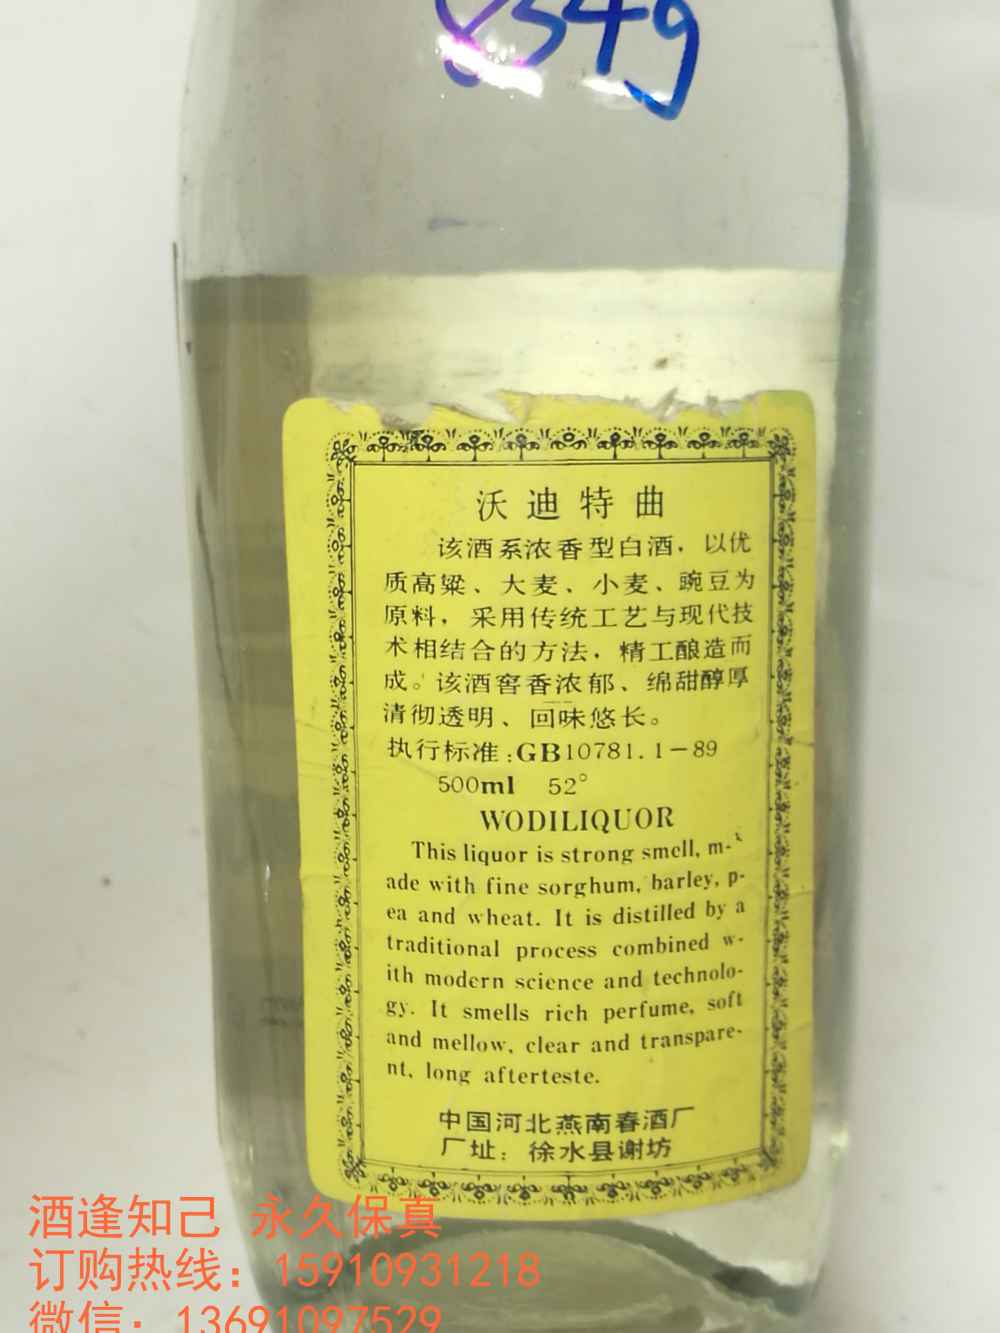 834g
沃迪特曲
该酒系浓香型白酒，以优
质高粱、大麦、小麦、豌豆为
原料，采用传统工艺与现代技
术相结合的方法，精工酿造而
成。该酒窖香浓郁、绵甜醇厚
清彻透明、回味悠长。
执行标准:GB10781.1-89
500ml 52°
WODILIQUOR
This liquor is strong smell, m-
ade with fine sorghum, barley, p-
ea and wheat. It is distilled by a
traditional process combined w-
ith modern science and technolo-
gy. It smells rich perfume, soft
and mellow, clear and transpare-
nt, long afterteste.
中国河北燕南春酒厂
厂址：徐水县谢坊
酒逢知己 永久保真
订购热线：15910931218
微信：13691097529